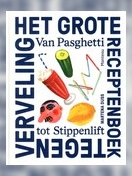 HET GROTE
RECEPTENBOEK
TEGEN
VERVELING
Van Pasghetti
tot Stippenlift